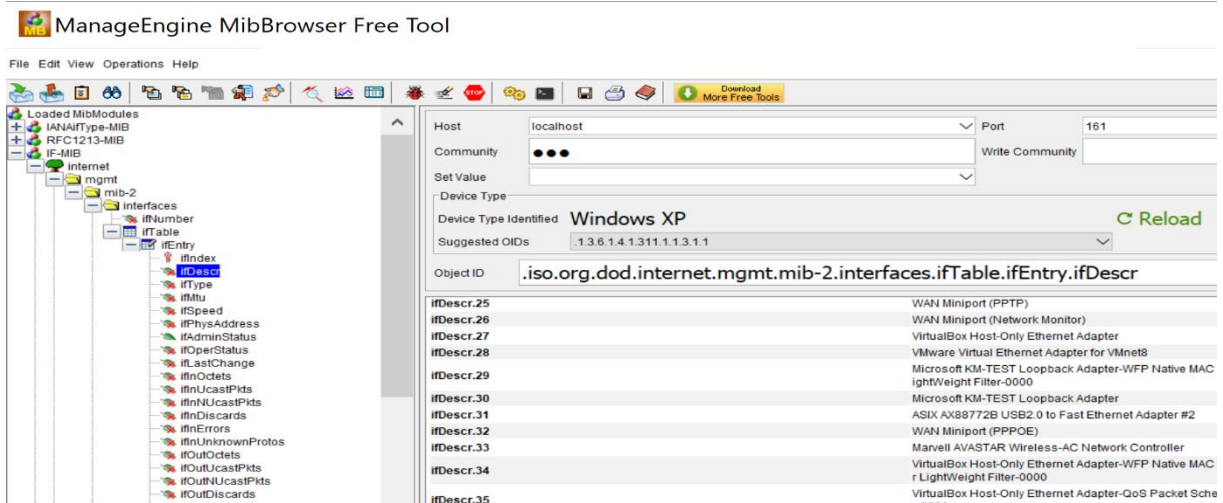 ManageEngine MibBrowser Free Tool
File Edit View Operations Help
Download
More Free Tools
Loaded MibModules
IANAifType-MIB
RFC1213-MIB
IF-MIB
internet
mgmt
mib-2
interfaces
ifNumber
ifTable
ifEntry
ifIndex
ifDescr
ifType
ifMtu
ifSpeed
ifPhysAddress
ifAdminStatus
ifOperStatus
ifLastChange
ifInOctets
ifInUcastPkts
ifInNUcastPkts
ifInDiscards
ifInErrors
ifInUnknownProtos
ifOutOctets
ifOutUcastPkts
ifOutNUcastPkts
ifOutDiscards
Host localhost Port 161
Community ●●● Write Community
Set Value
Device Type
Device Type Identified Windows XP Reload
Suggested OIDs .1.3.6.1.4.1.311.1.1.3.1.1
Object ID .iso.org.dod.internet.mgmt.mib-2.interfaces.ifTable.ifEntry.ifDescr
ifDescr.25 WAN Miniport (PPTP)
ifDescr.26 WAN Miniport (Network Monitor)
ifDescr.27 VirtualBox Host-Only Ethernet Adapter
ifDescr.28 VMware Virtual Ethernet Adapter for VMnet8
ifDescr.29 Microsoft KM-TEST Loopback Adapter-WFP Native MAC
ightWeight Filter-0000
ifDescr.30 Microsoft KM-TEST Loopback Adapter
ifDescr.31 ASIX AX88772B USB2.0 to Fast Ethernet Adapter #2
ifDescr.32 WAN Miniport (PPPOE)
ifDescr.33 Marvell AVASTAR Wireless-AC Network Controller
ifDescr.34 VirtualBox Host-Only Ethernet Adapter-WFP Native MAC
r LightWeight Filter-0000
ifDescr.35 VirtualBox Host-Only Ethernet Adapter-QoS Packet Sche